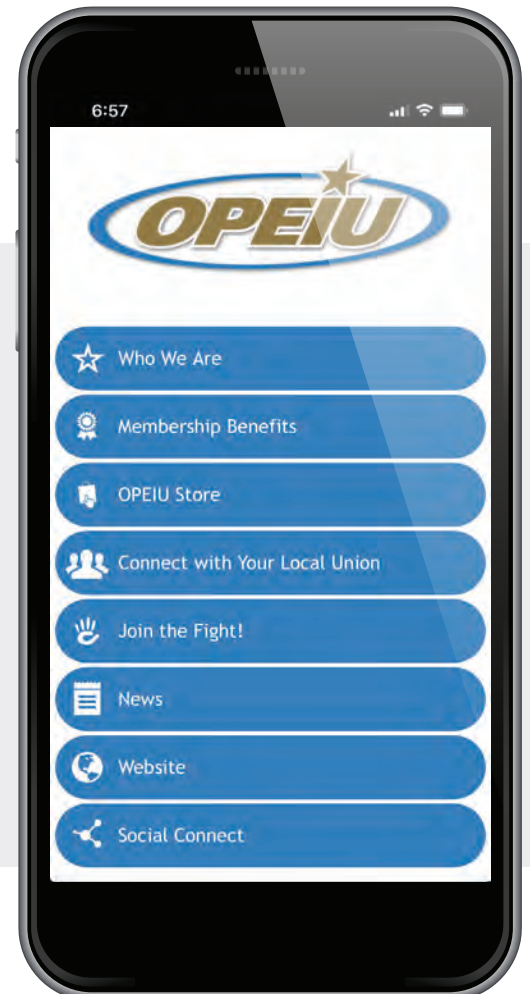 6:57
OPEIU
Who We Are
Membership Benefits
OPEIU Store
Connect with Your Local Union
Join the Fight!
News
Website
Social Connect